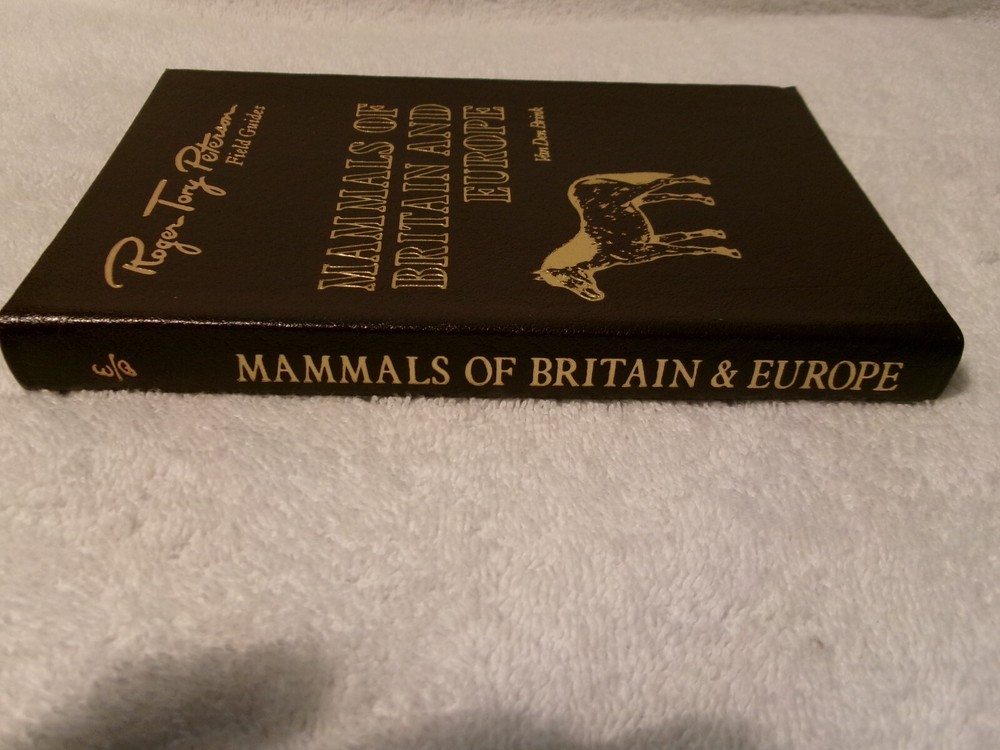 Roger Tory Peterson
Field Guides
MAMMALS OF
BRITAIN AND
EUROPE
Van Den Brink
MAMMALS OF BRITAIN & EUROPE